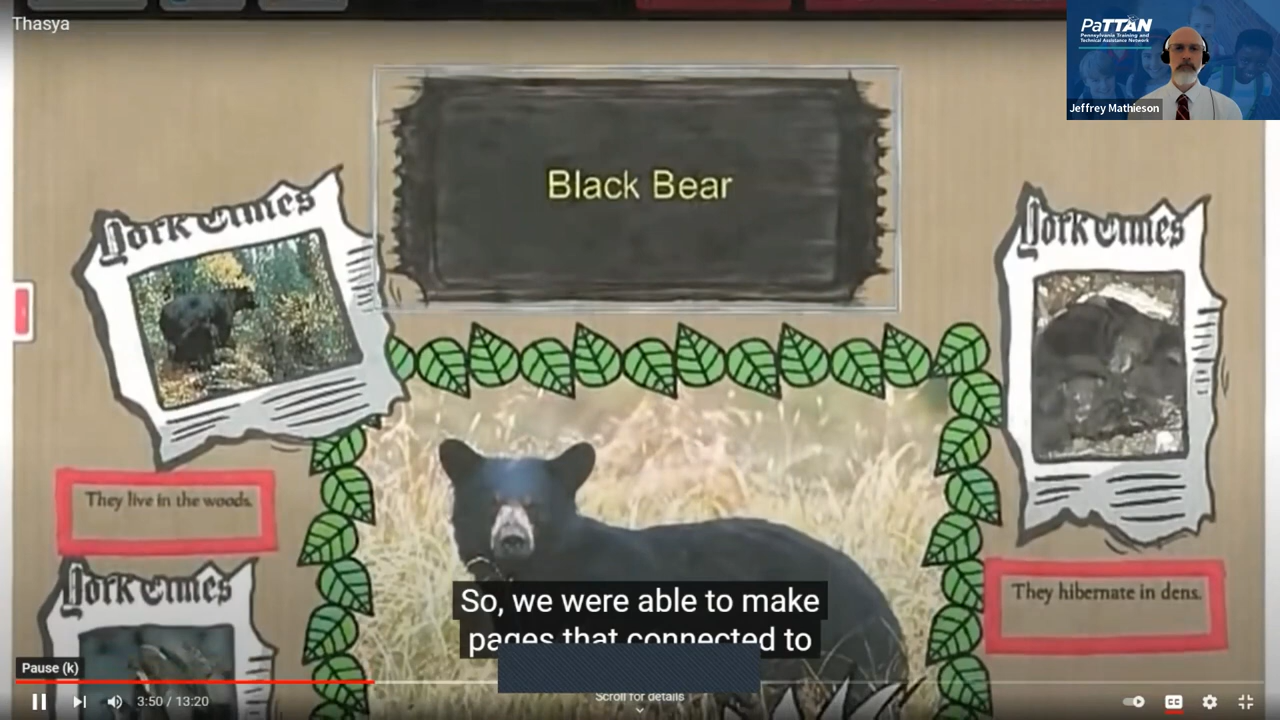 Thasya
PaTTAN
Pennsylvania Training and
Technical Assistance Network
Jeffrey Mathieson
Black Bear
York Times
York Times
They live in the woods.
They hibernate in dens.
York Times
So, we were able to make
pages that connected to
Pause (k)
3:50 / 13:20
Scroll for details
CC